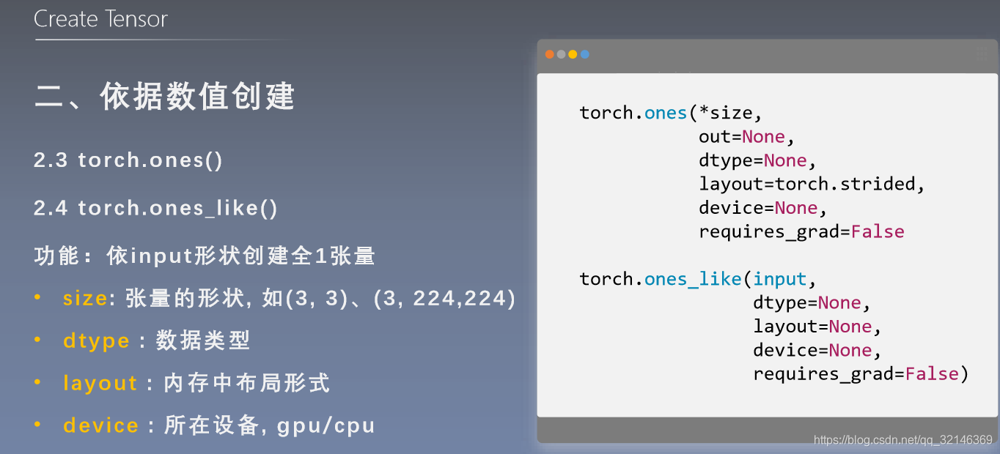 Create Tensor
二、依据数值创建
2.3 torch.ones()
2.4 torch.ones_like()
功能：依input形状创建全1张量
• size: 张量的形状, 如(3, 3)、(3, 224,224)
• dtype : 数据类型
• layout : 内存中布局形式
• device : 所在设备, gpu/cpu
torch.ones(*size,
out=None,
dtype=None,
layout=torch.strided,
device=None,
requires_grad=False
torch.ones_like(input,
dtype=None,
layout=None,
device=None,
requires_grad=False)
https://blog.csdn.net/qq_32146369